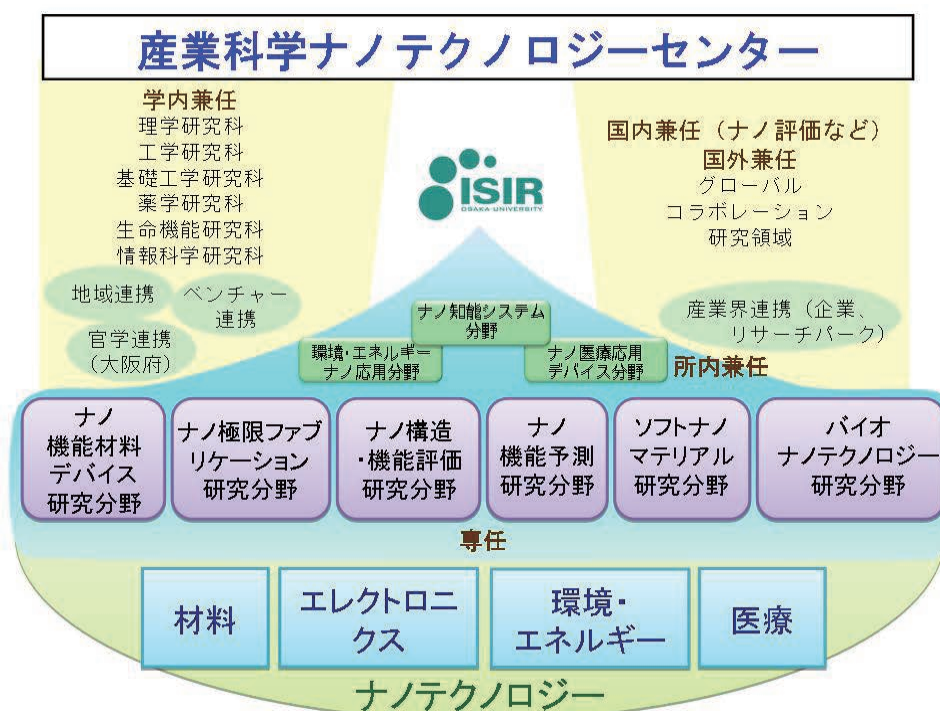 産業科学ナノテクノロジーセンター
学内兼任
理学研究科
工学研究科
基礎工学研究科
薬学研究科
生命機能研究科
情報科学研究科
地域連携
ベンチャー
連携
官学連携
(大阪府)
ISIR
OSAKA UNIVERSITY
国内兼任（ナノ評価など）
国外兼任
グローバル
コラボレーション
研究領域
産業界連携（企業、
リサーチパーク）
ナノ知能システム
分野
環境・エネルギー
ナノ応用分野
ナノ医療応用
デバイス分野
所内兼任
ナノ
機能材料
デバイス
研究分野
ナノ極限ファブ
リケーション
研究分野
ナノ構造
・機能評価
研究分野
ナノ
機能予測
研究分野
ソフトナノ
マテリアル
研究分野
バイオ
ナノテクノロジー
研究分野
専任
材料
エレクトロニ
クス
環境・
エネルギー
医療
ナノテクノロジー